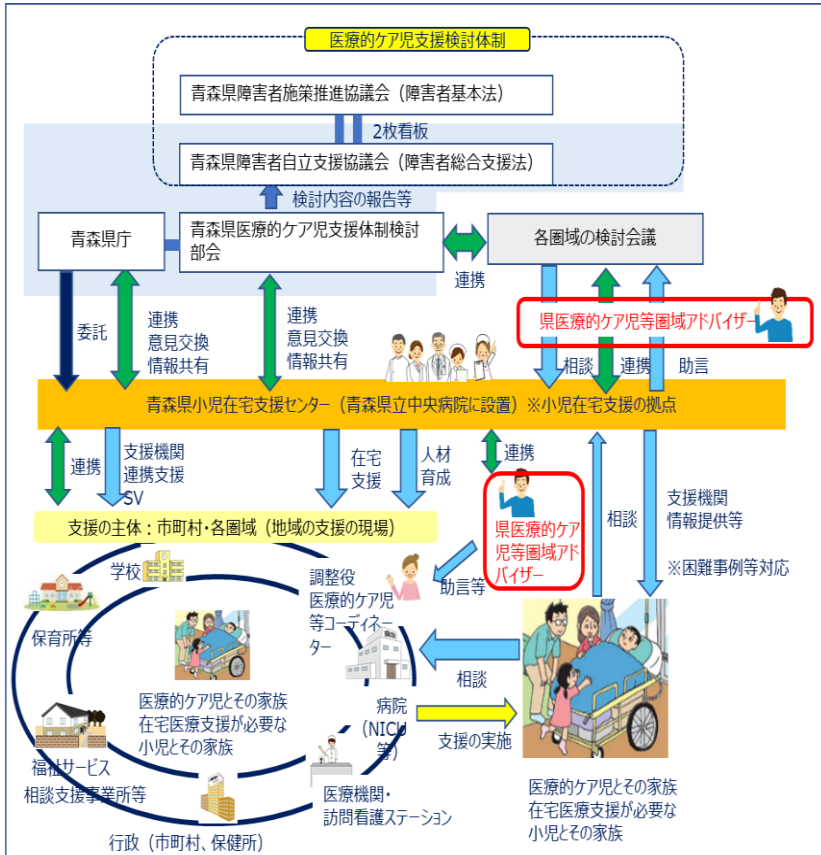 医療的ケア児支援検討体制
青森県障害者施策推進協議会（障害者基本法）
2枚看板
青森県障害者自立支援協議会（障害者総合支援法）
検討内容の報告等
青森県庁
青森県医療的ケア児支援体制検討
部会
各圏域の検討会議
連携
委託
連携
意見交換
情報共有
連携
意見交換
情報共有
県医療的ケア児等圏域アドバイザー
相談
連携
助言
青森県小児在宅支援センター（青森県立中央病院に設置）※小児在宅支援の拠点
連携
支援機関
連携支援
SV
在宅
支援
人材
育成
連携
相談
支援機関
情報提供等
※困難事例等対応
支援の主体：市町村・各圏域（地域の支援の現場）
県医療的ケア
児等圏域アド
バイザー
学校
調整役
医療的ケア児
等コーディネー
ター
助言等
保育所等
病院
相談
医療的ケア児とその家族
在宅医療支援が必要な
小児とその家族
病院
（NICU
等）
支援の実施
福祉サービス
相談支援事業所等
医療機関・
訪問看護ステーション
行政（市町村、保健所）
医療的ケア児とその家族
在宅医療支援が必要な
小児とその家族